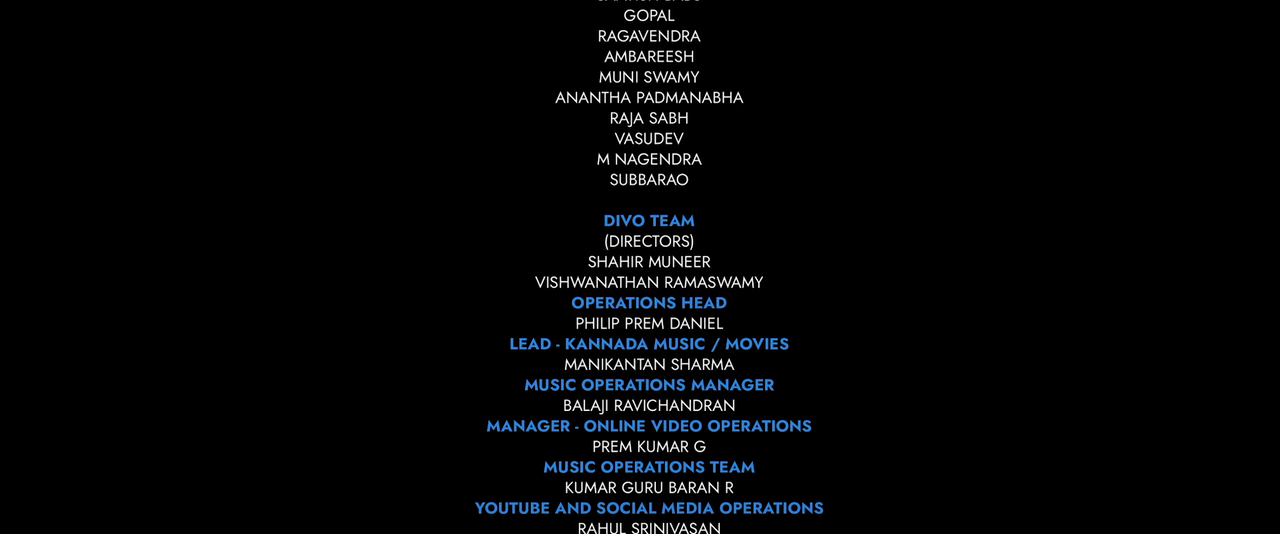 GOPAL
RAGAVENDRA
AMBAREESH
MUNI SWAMY
ANANTHA PADMANABHA
RAJA SABH
VASUDEV
M NAGENDRA
SUBBARAO
DIVO TEAM
(DIRECTORS)
SHAHIR MUNEER
VISHWANATHAN RAMASWAMY
OPERATIONS HEAD
PHILIP PREM DANIEL
LEAD - KANNADA MUSIC / MOVIES
MANIKANTAN SHARMA
MUSIC OPERATIONS MANAGER
BALAJI RAVICHANDRAN
MANAGER - ONLINE VIDEO OPERATIONS
PREM KUMAR G
MUSIC OPERATIONS TEAM
KUMAR GURU BARAN R
YOUTUBE AND SOCIAL MEDIA OPERATIONS
RAHUL SRINIVASAN